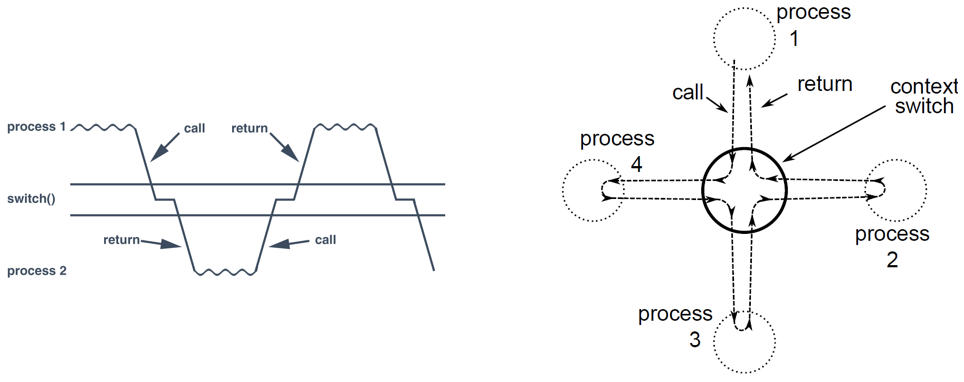 process 1
call
return
switch()
return
call
process 2
process
1
call
return
context
switch
process
4
process
2
process
3